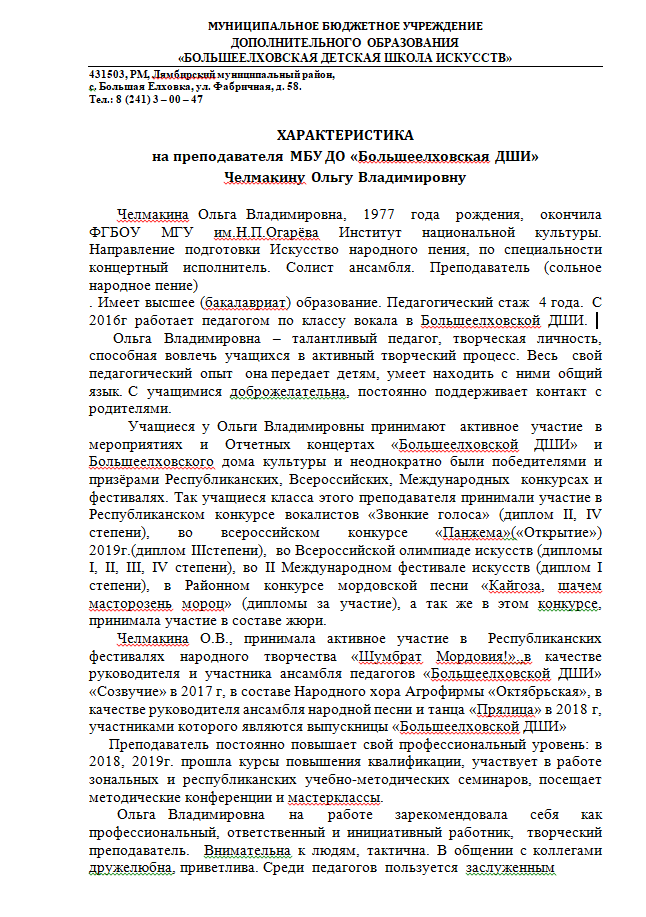 МУНИЦИПАЛЬНОЕ БЮДЖЕТНОЕ УЧРЕЖДЕНИЕ
ДОПОЛНИТЕЛЬНОГО ОБРАЗОВАНИЯ
«БОЛЬШЕЕЛХОВСКАЯ ДЕТСКАЯ ШКОЛА ИСКУССТВ»
431503, РМ, Лямбирский муниципальный район,
с. Большая Елховка, ул. Фабричная, д. 58.
Тел.: 8 (241) 3 – 00 – 47
ХАРАКТЕРИСТИКА
на преподавателя МБУ ДО «Большеелховская ДШИ»
Челмакину Ольгу Владимировну
Челмакина Ольга Владимировна, 1977 года рождения, окончила
ФГБОУ МГУ им.Н.П.Огарёва Институт национальной культуры.
Направление подготовки Искусство народного пения, по специальности
концертный исполнитель. Солист ансамбля. Преподаватель (сольное
народное пение)
. Имеет высшее (бакалавриат) образование. Педагогический стаж 4 года. С
2016г работает педагогом по классу вокала в Большеелховской ДШИ.
Ольга Владимировна – талантливый педагог, творческая личность,
способная вовлечь учащихся в активный творческий процесс. Весь свой
педагогический опыт она передает детям, умеет находить с ними общий
язык. С учащимися доброжелательна, постоянно поддерживает контакт с
родителями.
Учащиеся у Ольги Владимировны принимают активное участие в
мероприятиях и Отчетных концертах «Большеелховской ДШИ» и
Большеелховского дома культуры и неоднократно были победителями и
призёрами Республиканских, Всероссийских, Международных конкурсах и
фестивалях. Так учащиеся класса этого преподавателя принимали участие в
Республиканском конкурсе вокалистов «Звонкие голоса» (диплом II, IV
степени), во всероссийском конкурсе «Панжема»(«Открытие»)
2019г.(диплом IIIстепени), во Всероссийской олимпиаде искусств (дипломы
I, II, III, IV степени), во II Международном фестивале искусств (диплом I
степени), в Районном конкурсе мордовской песни «Кайгоза, шачем
масторозень мороц» (дипломы за участие), а так же в этом конкурсе,
принимала участие в составе жюри.
Челмакина О.В., принимала активное участие в Республиканских
фестивалях народного творчества «Шумбрат Мордовия!»,в качестве
руководителя и участника ансамбля педагогов «Большеелховской ДШИ»
«Созвучие» в 2017 г, в составе Народного хора Агрофирмы «Октябрьская», в
качестве руководителя ансамбля народной песни и танца «Прялица» в 2018 г,
участниками которого являются выпускницы «Большеелховской ДШИ»
Преподаватель постоянно повышает свой профессиональный уровень: в
2018, 2019г. прошла курсы повышения квалификации, участвует в работе
зональных и республиканских учебно-методических семинаров, посещает
методические конференции и мастерклассы.
Ольга Владимировна на работе зарекомендовала себя как
профессиональный, ответственный и инициативный работник, творческий
преподаватель. Внимательна к людям, тактична. В общении с коллегами
дружелюбна, приветлива. Среди педагогов пользуется заслуженным